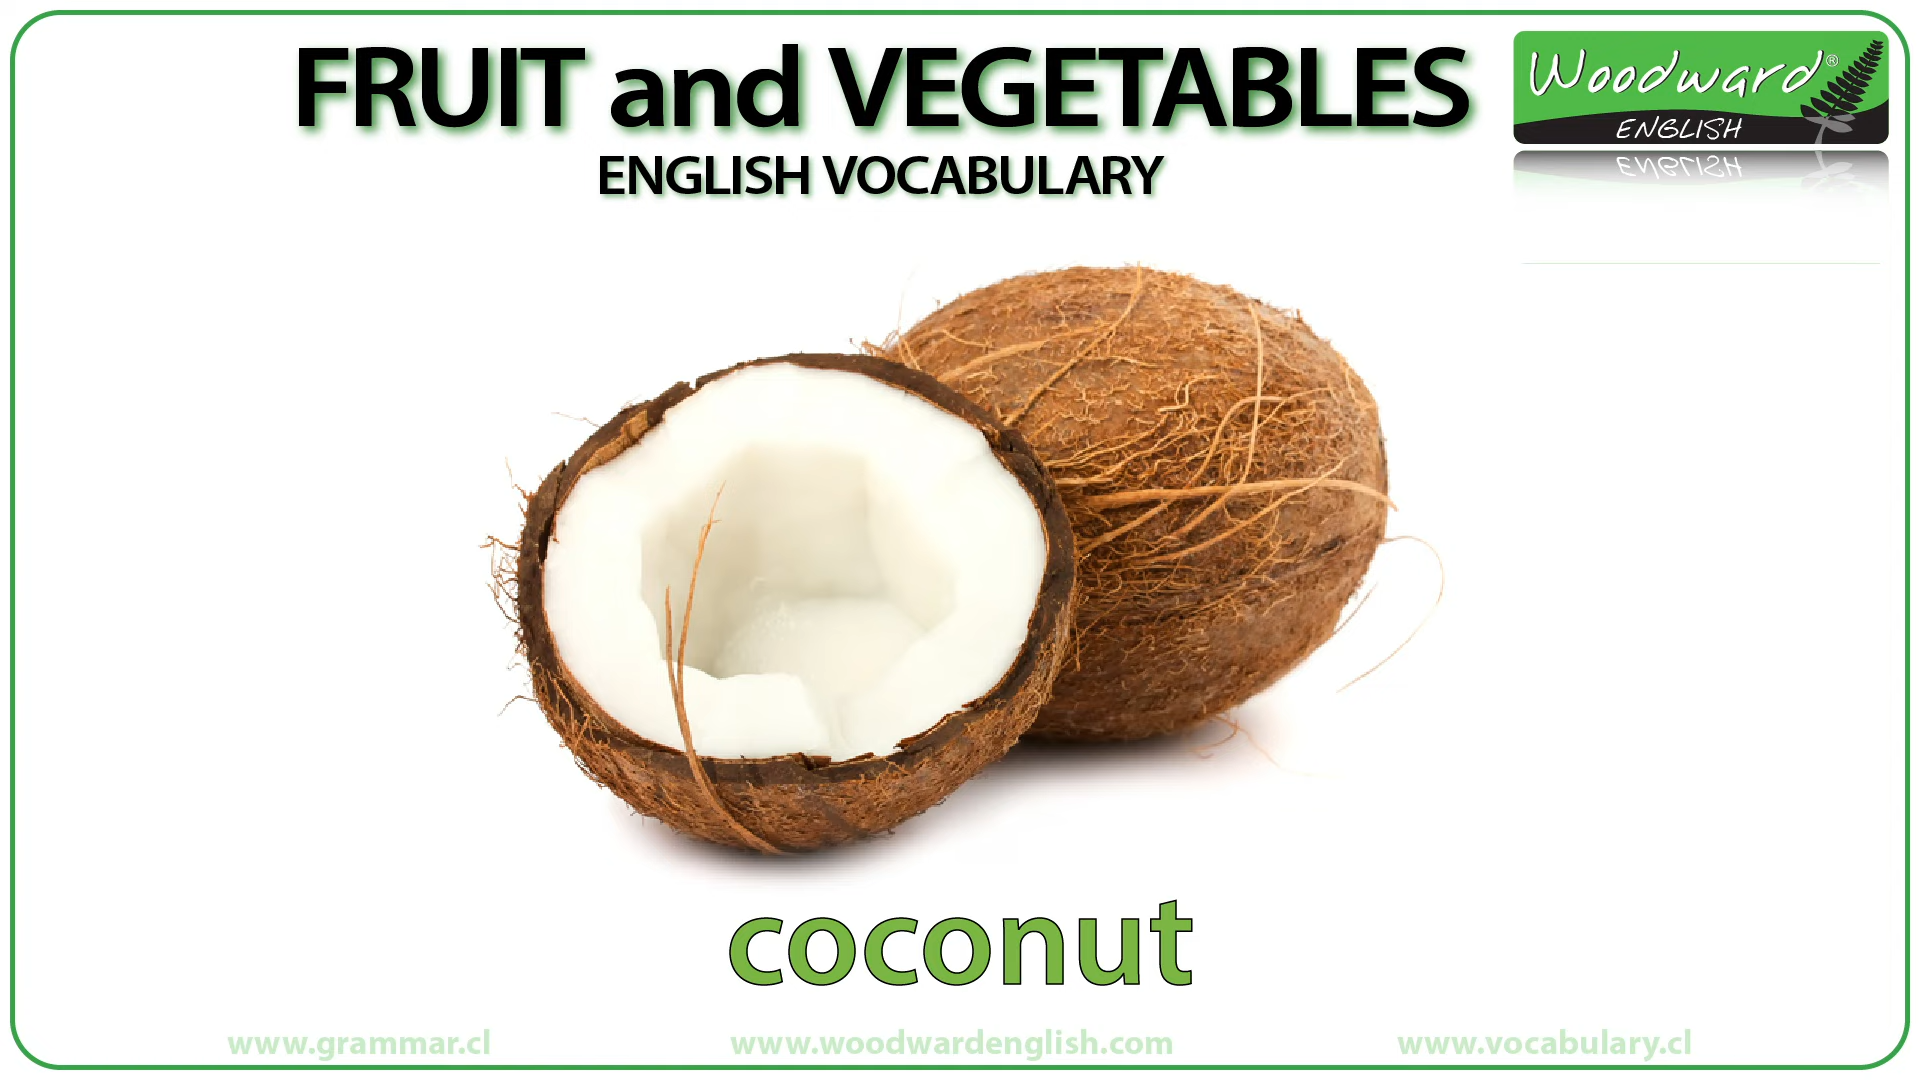 FRUIT and VEGETABLES
ENGLISH VOCABULARY
Woodward®
ENGLISH
coconut
www.grammar.cl
www.woodwardenglish.com
www.vocabulary.cl